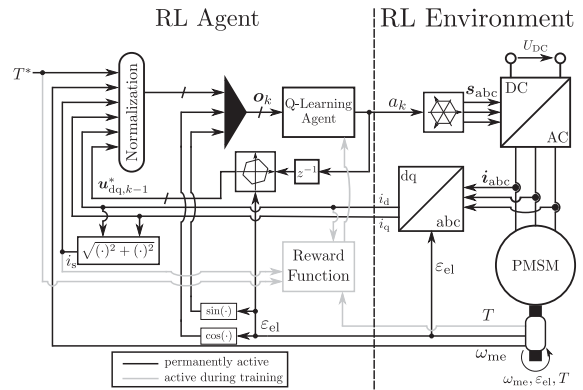 RL Agent
RL Environment
T*
Normalization
o_k
Q-Learning
Agent
a_k
s_abc
U_DC
DC
AC
u*_dq,k−1
z⁻¹
dq
abc
i_abc
i_d
i_q
i_s
√(·)² + (·)²
Reward
Function
PMSM
sin(·)
cos(·)
ε_el
ε_el
T
ω_me
ω_me, ε_el, T
permanently active
active during training